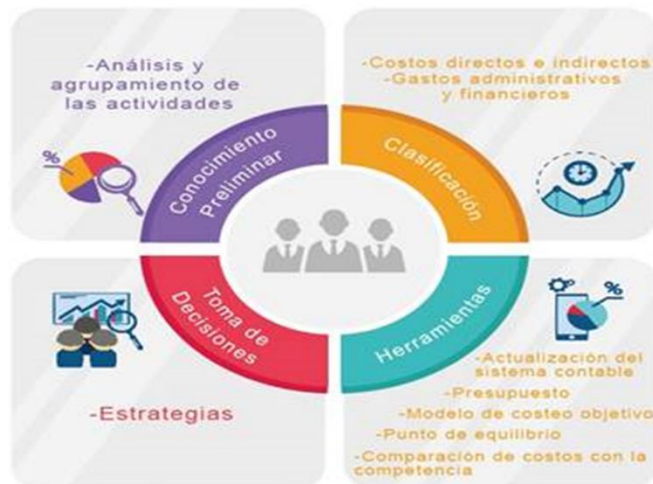 -Análisis y
agrupamiento de
las actividades
%
Conocimiento
Preliminar
-Costos directos e indirectos
-Gastos administrativos
y financieros
Clasificación
Toma de
Decisiones
-Estrategias
Herramientas
%
-Actualización del
sistema contable
-Presupuesto
-Modelo de costeo objetivo
-Punto de equilibrio
-Comparación de costos con la
competencia